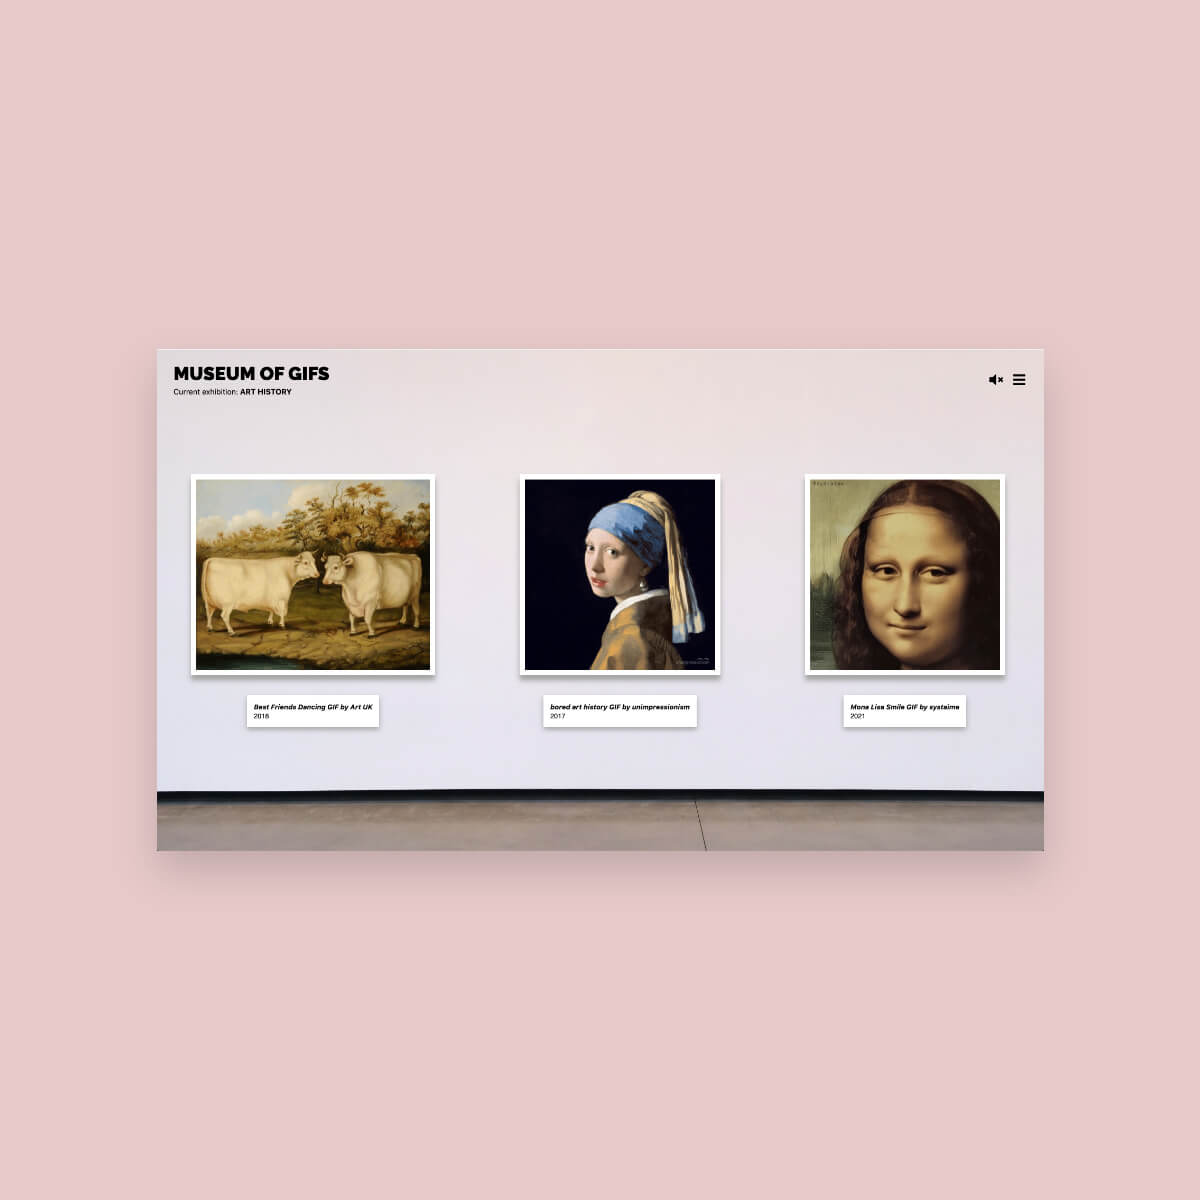 MUSEUM OF GIFS
Current exhibition: ART HISTORY
Best Friends Dancing GIF by Art UK
2018
bored art history GIF by unimpressionism
2017
Mona Lisa Smile GIF by systaime
2021